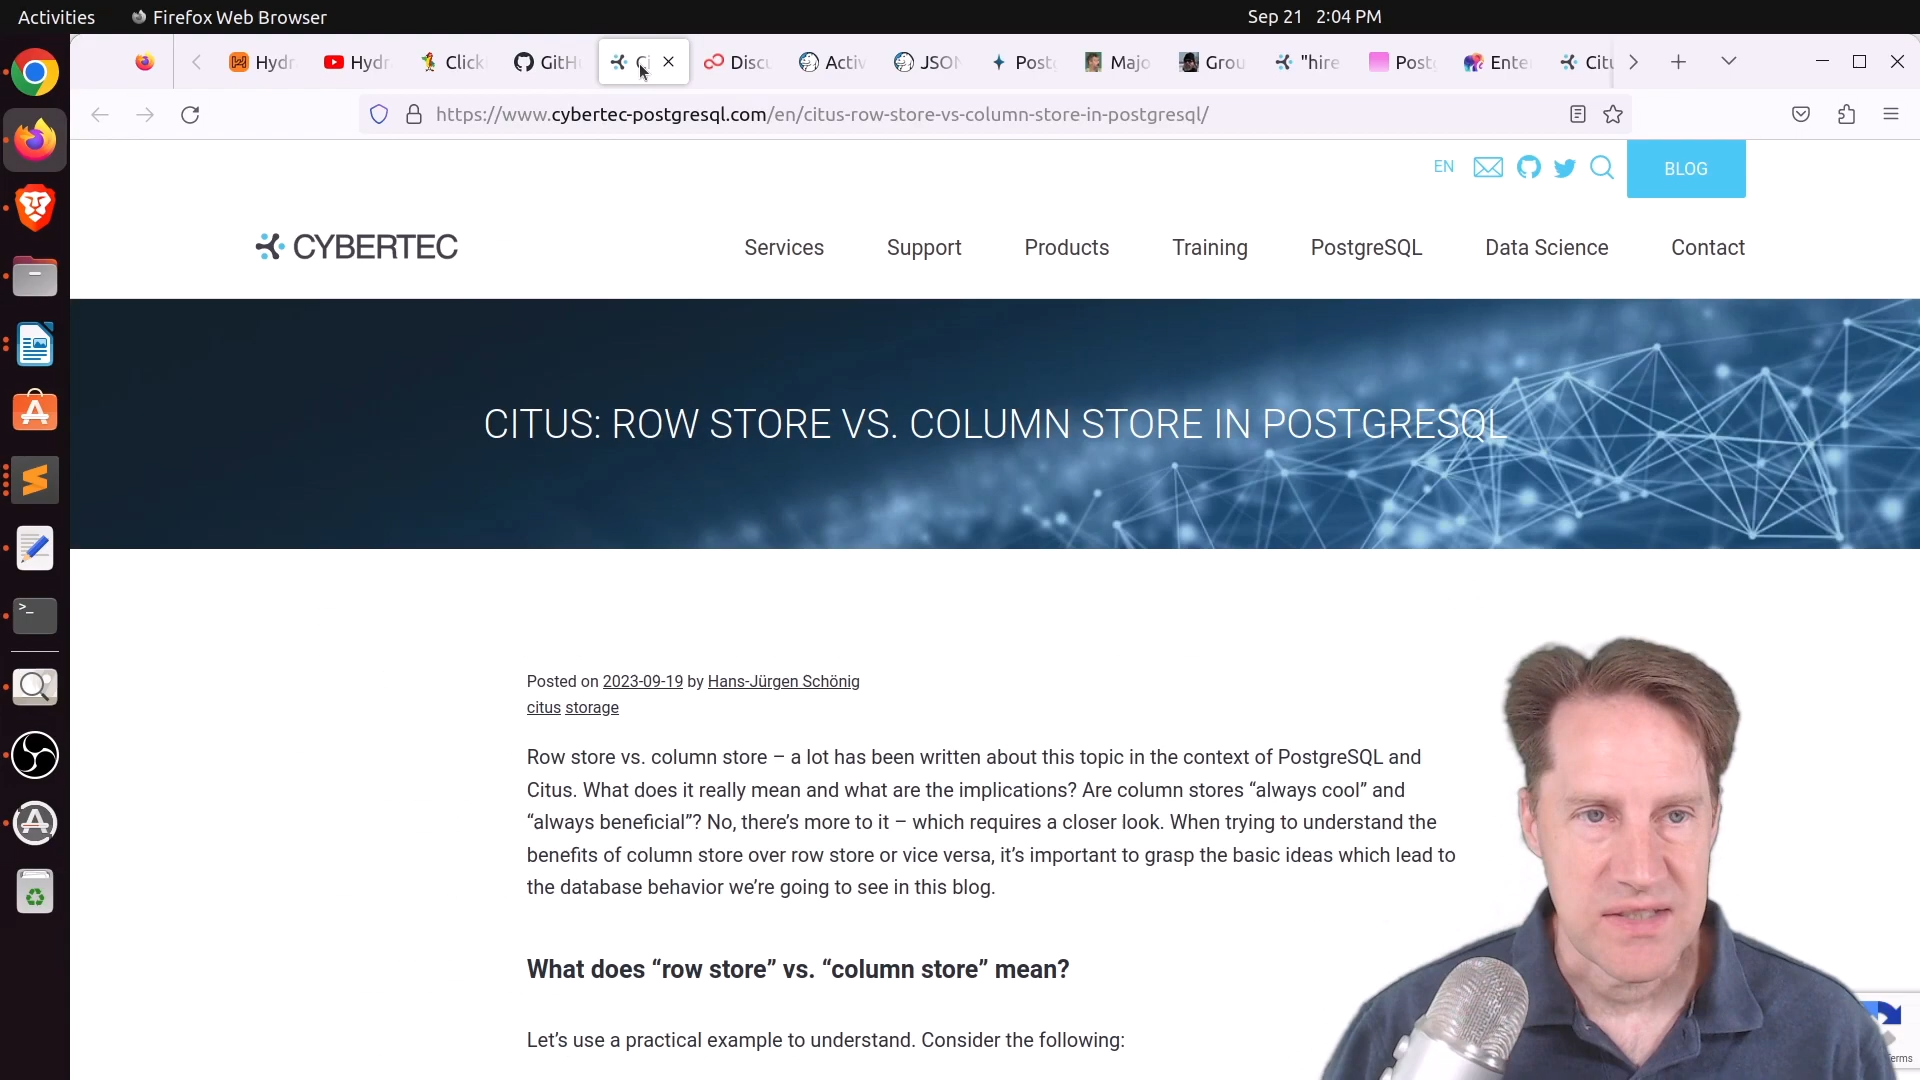 Activities
Firefox Web Browser
Sep 21 2:04 PM
Hydr
Hydr
Click
GitH
Ci
Discu
Activ
JSON
Postg
Majo
Grou
"hire
Post
Ente
Citu
https://www.cybertec-postgresql.com/en/citus-row-store-vs-column-store-in-postgresql/
EN
BLOG
CYBERTEC
Services
Support
Products
Training
PostgreSQL
Data Science
Contact
CITUS: ROW STORE VS. COLUMN STORE IN POSTGRESQL
Posted on 2023-09-19 by Hans-Jürgen Schönig
citus storage
Row store vs. column store – a lot has been written about this topic in the context of PostgreSQL and
Citus. What does it really mean and what are the implications? Are column stores “always cool” and
“always beneficial”? No, there’s more to it – which requires a closer look. When trying to understand the
benefits of column store over row store or vice versa, it’s important to grasp the basic ideas which lead to
the database behavior we’re going to see in this blog.
What does “row store” vs. “column store” mean?
Let’s use a practical example to understand. Consider the following: